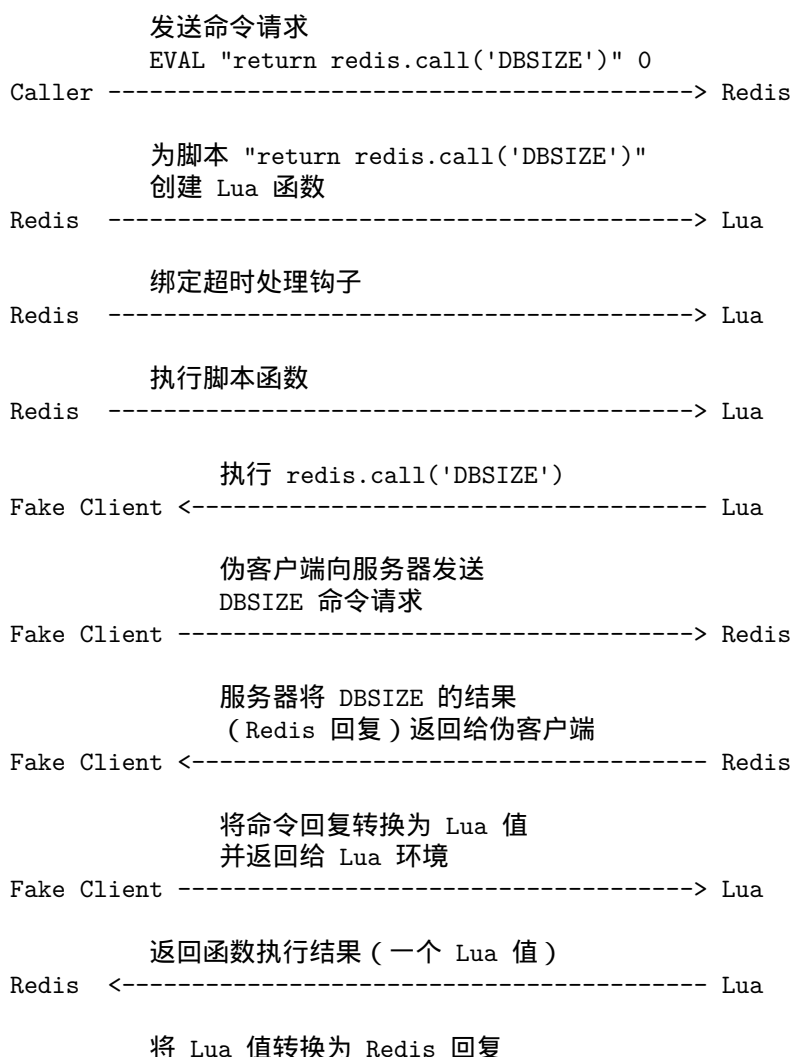 发送命令请求
EVAL "return redis.call('DBSIZE')" 0
Caller ------------------------------------------> Redis
为脚本 "return redis.call('DBSIZE')"
创建 Lua 函数
Redis  ------------------------------------------> Lua
绑定超时处理钩子
Redis  ------------------------------------------> Lua
执行脚本函数
Redis  ------------------------------------------> Lua
执行 redis.call('DBSIZE')
Fake Client <------------------------------------- Lua
伪客户端向服务器发送
DBSIZE 命令请求
Fake Client -------------------------------------> Redis
服务器将 DBSIZE 的结果
（Redis 回复）返回给伪客户端
Fake Client <------------------------------------- Redis
将命令回复转换为 Lua 值
并返回给 Lua 环境
Fake Client -------------------------------------> Lua
返回函数执行结果（一个 Lua 值）
Redis  <------------------------------------------ Lua
将 Lua 值转换为 Redis 回复